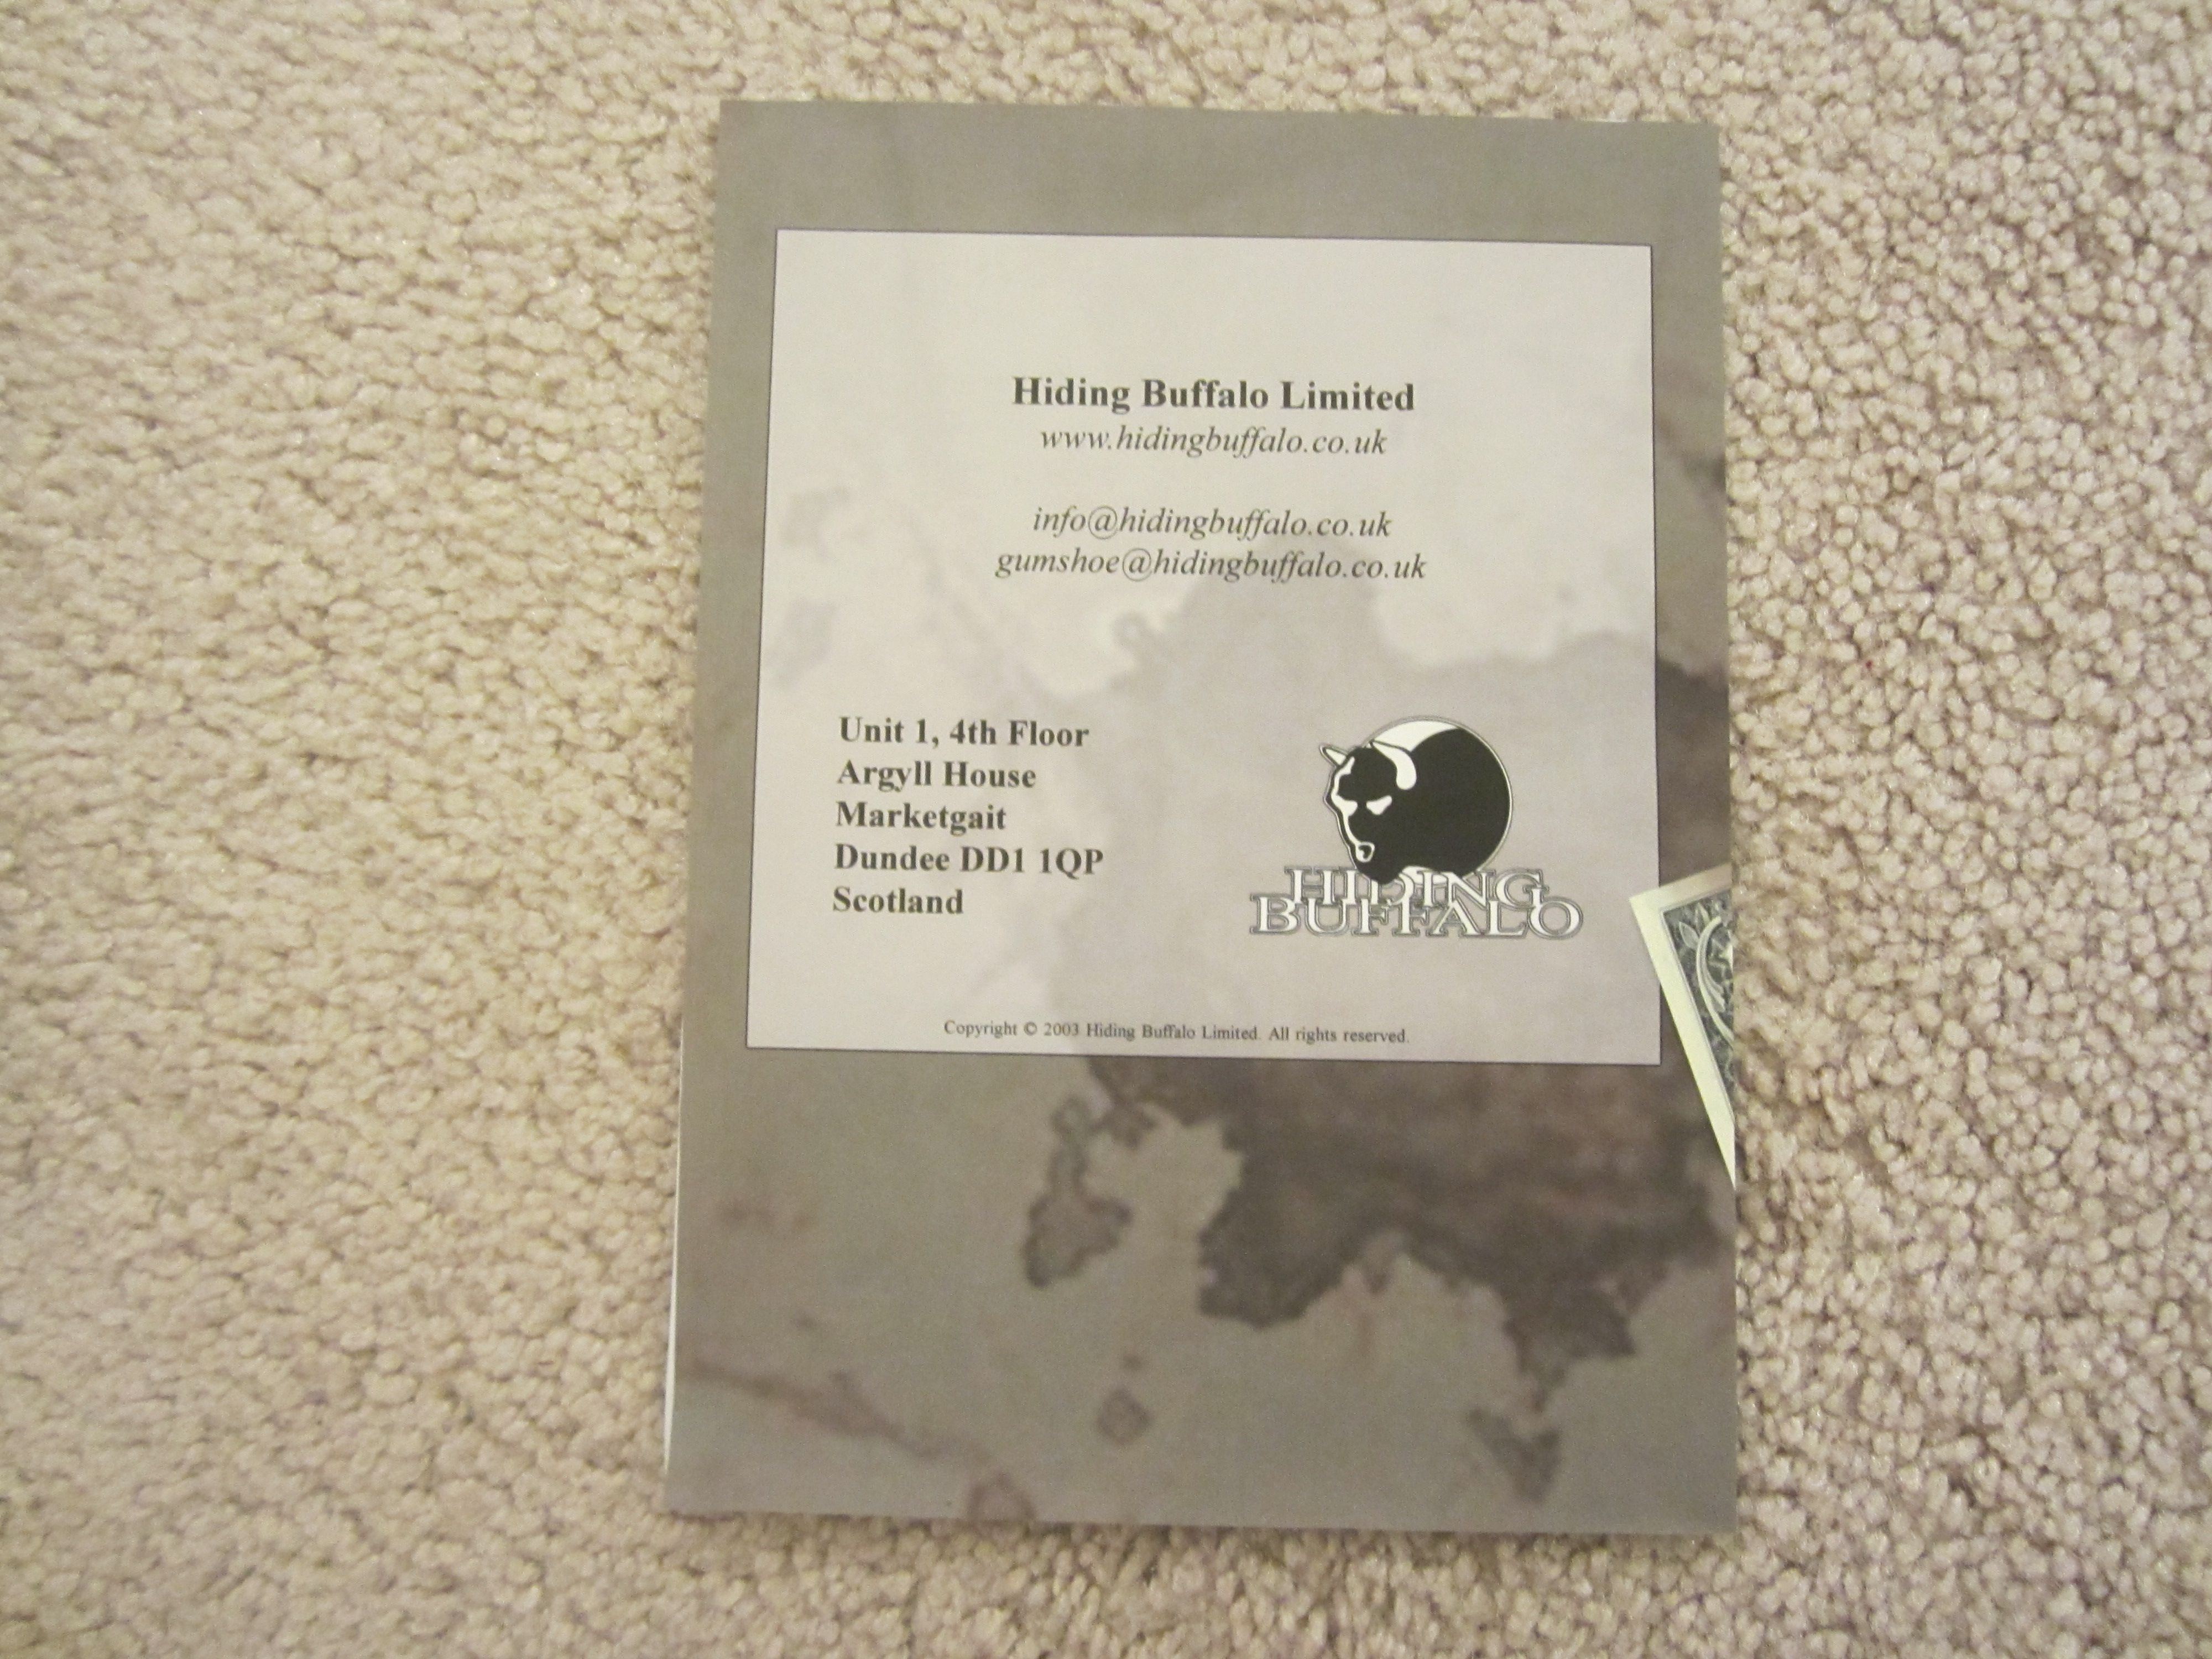 Hiding Buffalo Limited
www.hidingbuffalo.co.uk
info@hidingbuffalo.co.uk
gumshoe@hidingbuffalo.co.uk
Unit 1, 4th Floor
Argyll House
Marketgait
Dundee DD1 1QP
Scotland
HIDING
BUFFALO
Copyright © 2003 Hiding Buffalo Limited. All rights reserved.